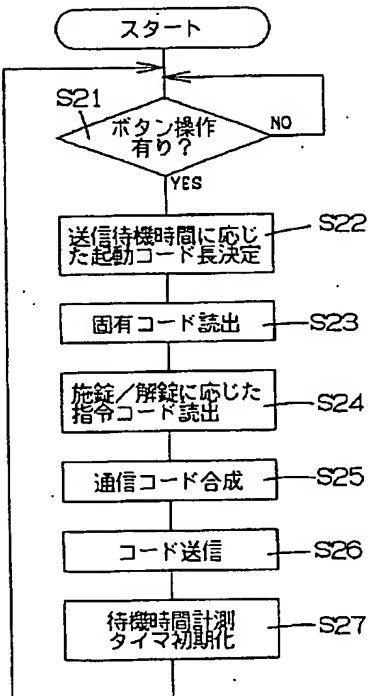 スタート
S21
ボタン操作
有り?
NO
YES
送信待機時間に応じ
た起動コード長決定
S22
固有コード読出
S23
施錠/解錠に応じた
指令コード読出
S24
通信コード合成
S25
コード送信
S26
待機時間計測
タイマ初期化
S27